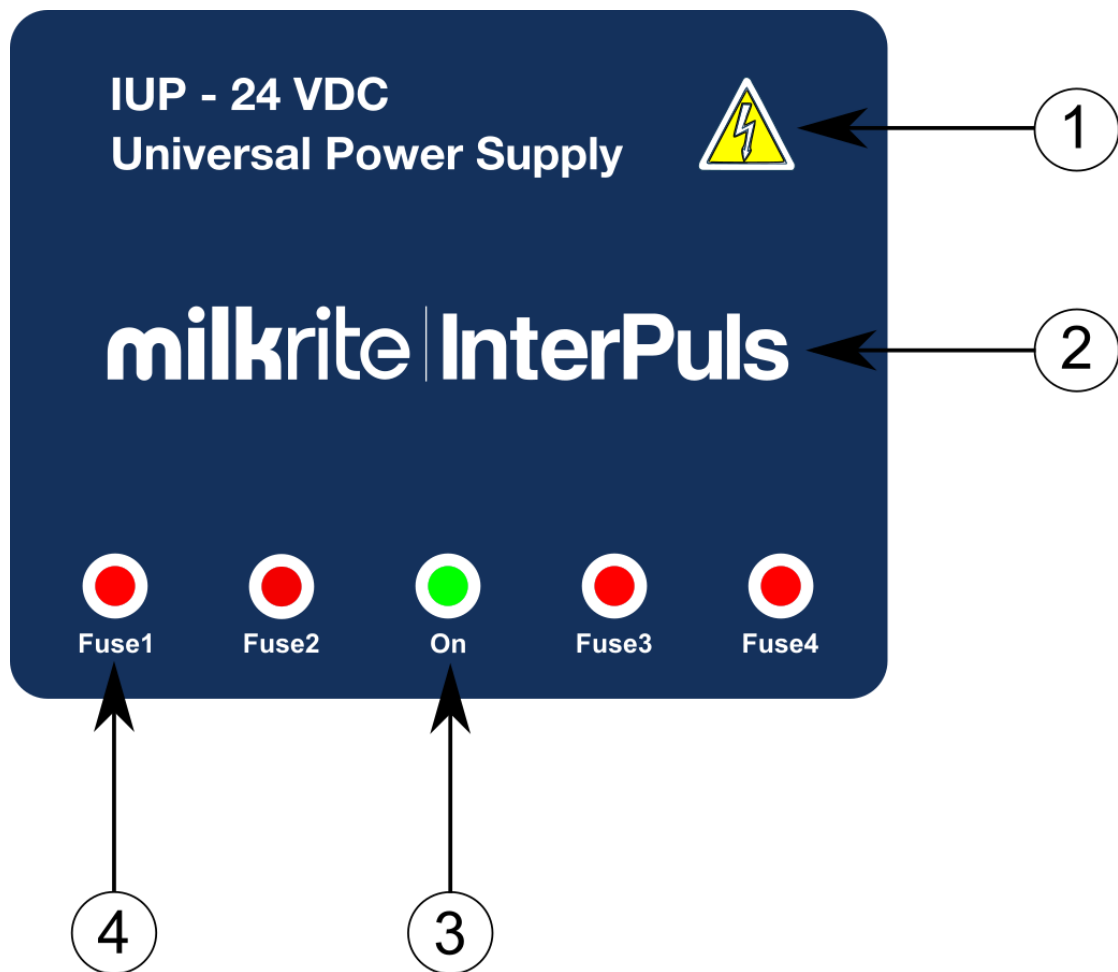 IUP - 24 VDC
Universal Power Supply
1
milkrite | InterPuls
2
Fuse1 Fuse2 On Fuse3 Fuse4
4 3